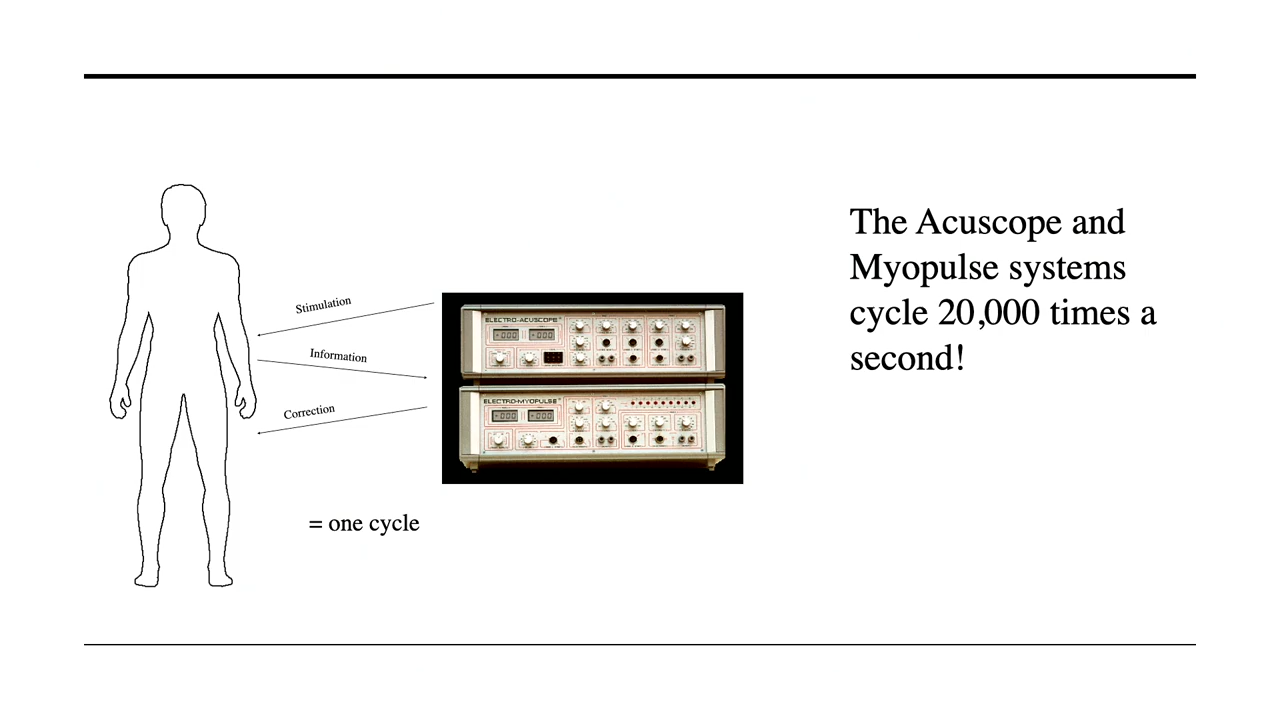 The Acuscope and
Myopulse systems
cycle 20,000 times a
second!
Stimulation
Information
Correction
= one cycle
ELECTRO-ACUSCOPE
ELECTRO-MYOPULSE